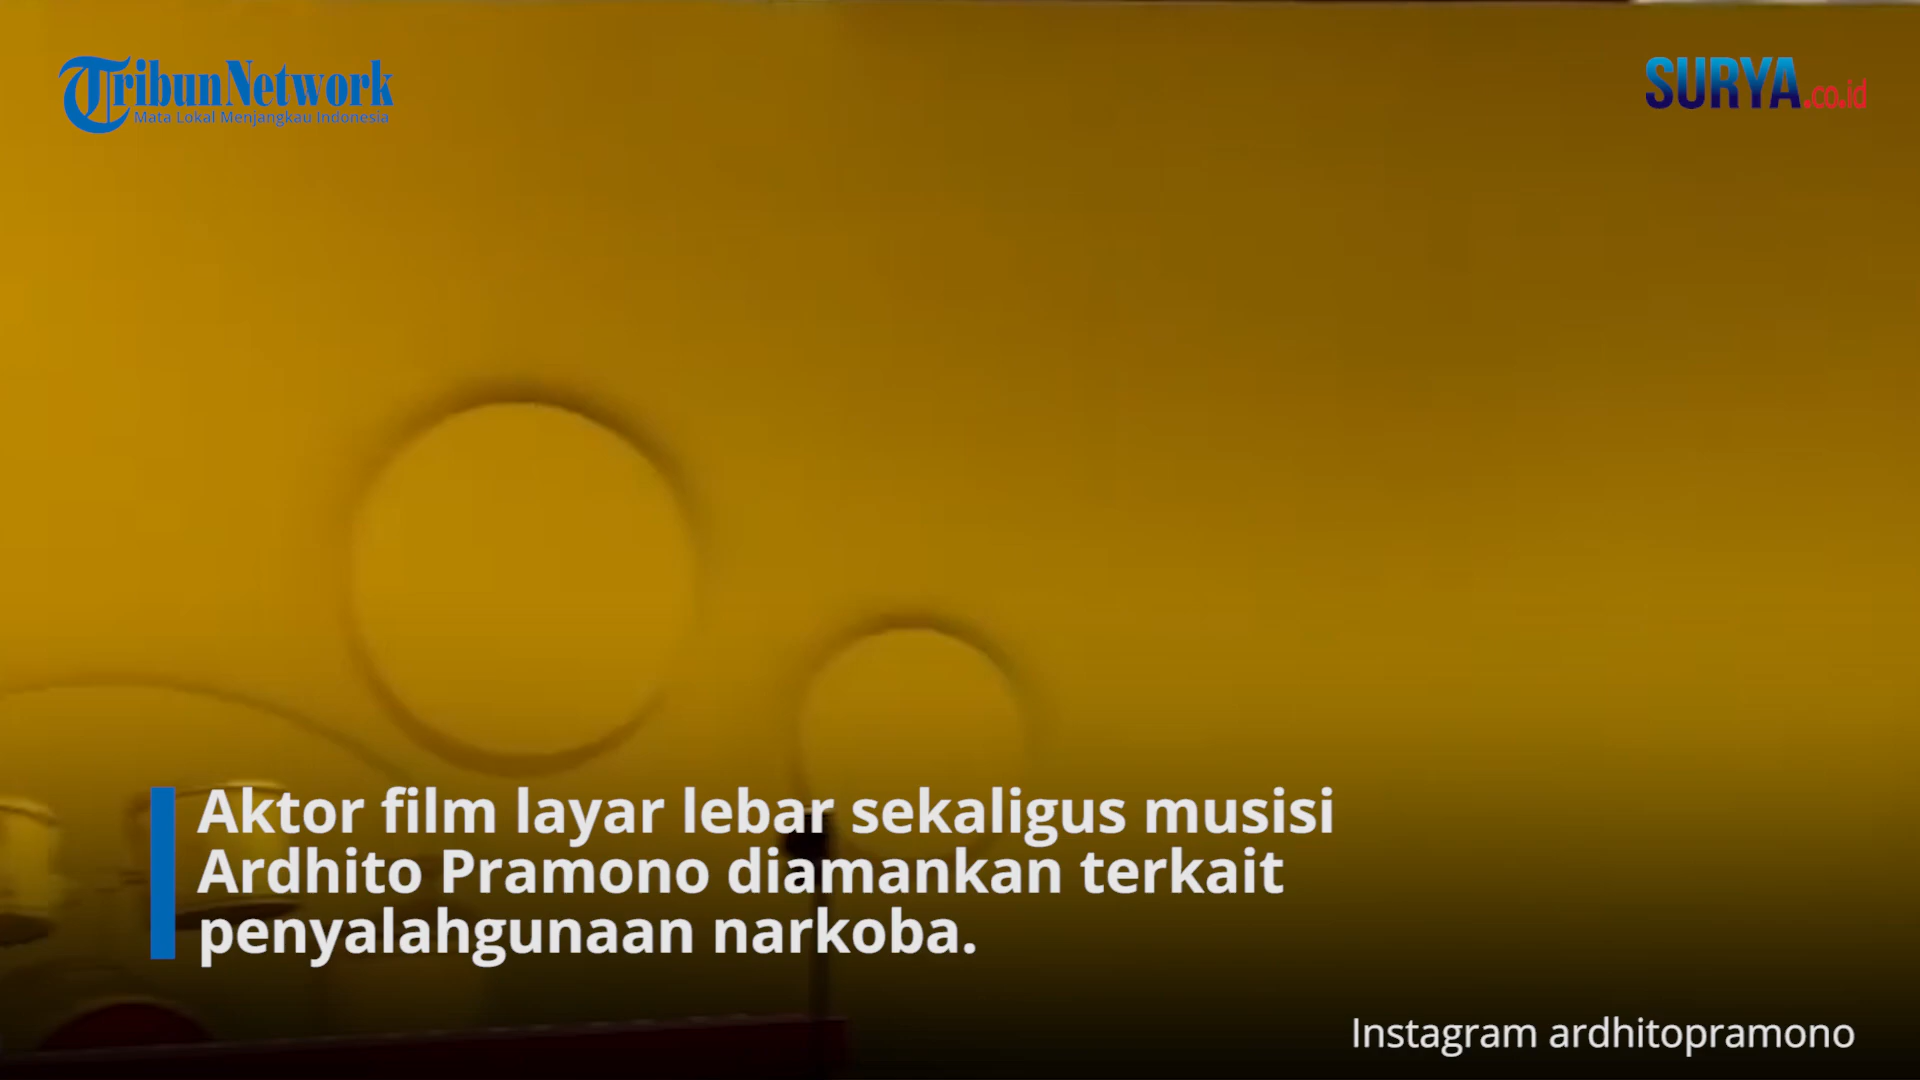 TribunNetwork
Mata Lokal Menjangkau Indonesia
SURYA.co.id
Aktor film layar lebar sekaligus musisi
Ardhito Pramono diamankan terkait
penyalahgunaan narkoba.
Instagram ardhitopramono